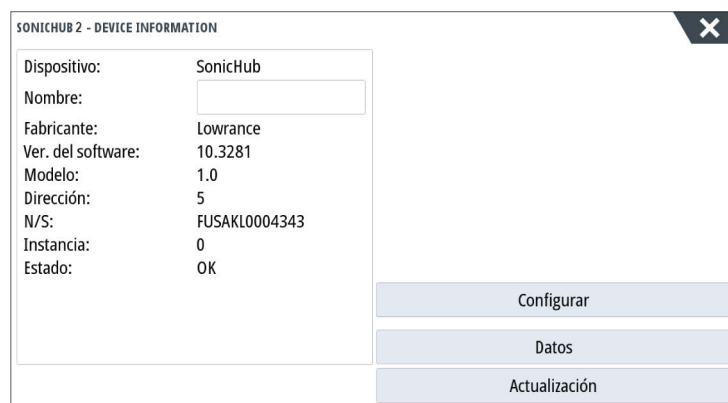 SONICHUB 2 - DEVICE INFORMATION
Dispositivo: SonicHub
Nombre:
Fabricante: Lowrance
Ver. del software: 10.3281
Modelo: 1.0
Dirección: 5
N/S: FUSAKL0004343
Instancia: 0
Estado: OK
Configurar
Datos
Actualización